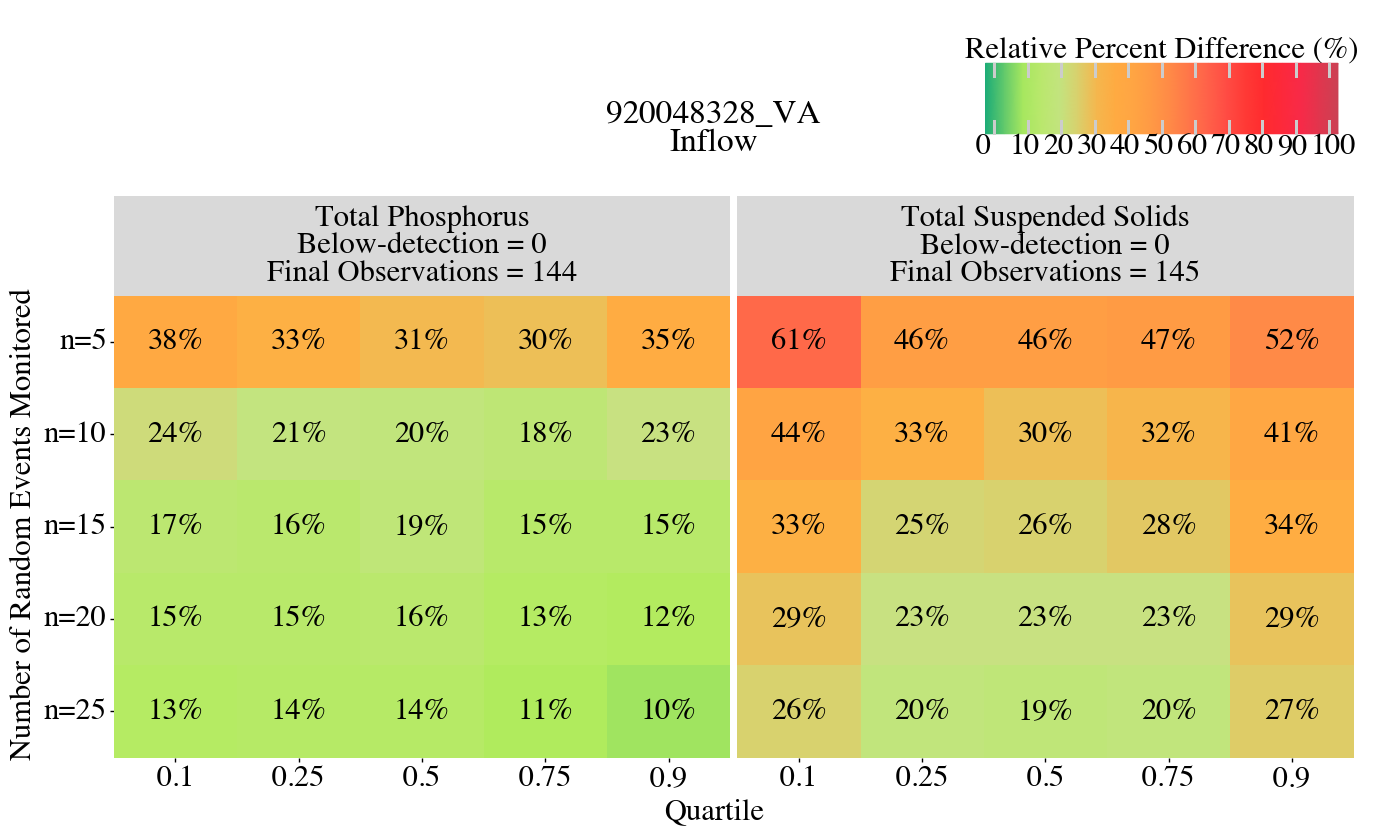 Relative Percent Difference (%)
0 10 20 30 40 50 60 70 80 90 100
920048328_VA
Inflow
Total Phosphorus
Below-detection = 0
Final Observations = 144
Total Suspended Solids
Below-detection = 0
Final Observations = 145
Number of Random Events Monitored
n=5 38% 33% 31% 30% 35% 61% 46% 46% 47% 52%
n=10 24% 21% 20% 18% 23% 44% 33% 30% 32% 41%
n=15 17% 16% 19% 15% 15% 33% 25% 26% 28% 34%
n=20 15% 15% 16% 13% 12% 29% 23% 23% 23% 29%
n=25 13% 14% 14% 11% 10% 26% 20% 19% 20% 27%
0.1 0.25 0.5 0.75 0.9 0.1 0.25 0.5 0.75 0.9
Quartile